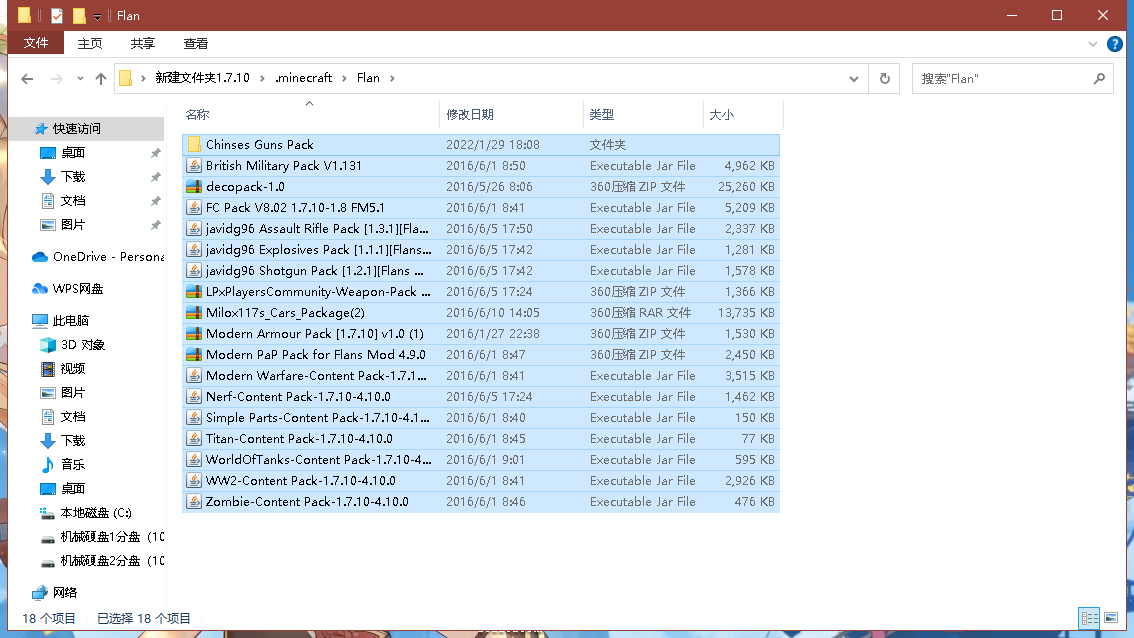 Flan
文件 主页 共享 查看
新建文件夹1.7.10 .minecraft Flan
搜索"Flan"
名称 修改日期 类型 大小
快速访问
桌面
下载
文档
图片
OneDrive - Persona
WPS网盘
此电脑
3D 对象
视频
图片
文档
下载
音乐
桌面
本地磁盘 (C:)
机械硬盘1分盘 (10
机械硬盘2分盘 (10
网络
Chinses Guns Pack 2022/1/29 18:08 文件夹
British Military Pack V1.131 2016/6/1 8:50 Executable Jar File 4,962 KB
decopack-1.0 2016/5/26 8:06 360压缩 ZIP 文件 25,260 KB
FC Pack V8.02 1.7.10-1.8 FM5.1 2016/6/1 8:41 Executable Jar File 5,209 KB
javidg96 Assault Rifle Pack [1.3.1][Fla... 2016/6/5 17:50 Executable Jar File 2,337 KB
javidg96 Explosives Pack [1.1.1][Flans... 2016/6/5 17:42 Executable Jar File 1,281 KB
javidg96 Shotgun Pack [1.2.1][Flans ... 2016/6/5 17:42 Executable Jar File 1,578 KB
LPxPlayersCommunity-Weapon-Pack ... 2016/6/5 17:24 360压缩 ZIP 文件 1,366 KB
Milox117s_Cars_Package(2) 2016/6/10 14:05 360压缩 RAR 文件 13,735 KB
Modern Armour Pack [1.7.10] v1.0 (1) 2016/1/27 22:38 360压缩 ZIP 文件 1,530 KB
Modern PaP Pack for Flans Mod 4.9.0 2016/6/1 8:47 360压缩 ZIP 文件 2,450 KB
Modern Warfare-Content Pack-1.7.1... 2016/6/1 8:41 Executable Jar File 3,515 KB
Nerf-Content Pack-1.7.10-4.10.0 2016/6/5 17:24 Executable Jar File 1,462 KB
Simple Parts-Content Pack-1.7.10-4.1... 2016/6/1 8:40 Executable Jar File 150 KB
Titan-Content Pack-1.7.10-4.10.0 2016/6/1 8:45 Executable Jar File 77 KB
WorldOfTanks-Content Pack-1.7.10-4... 2016/6/1 9:01 Executable Jar File 595 KB
WW2-Content Pack-1.7.10-4.10.0 2016/6/1 8:41 Executable Jar File 2,926 KB
Zombie-Content Pack-1.7.10-4.10.0 2016/6/1 8:46 Executable Jar File 476 KB
18 个项目 已选择 18 个项目